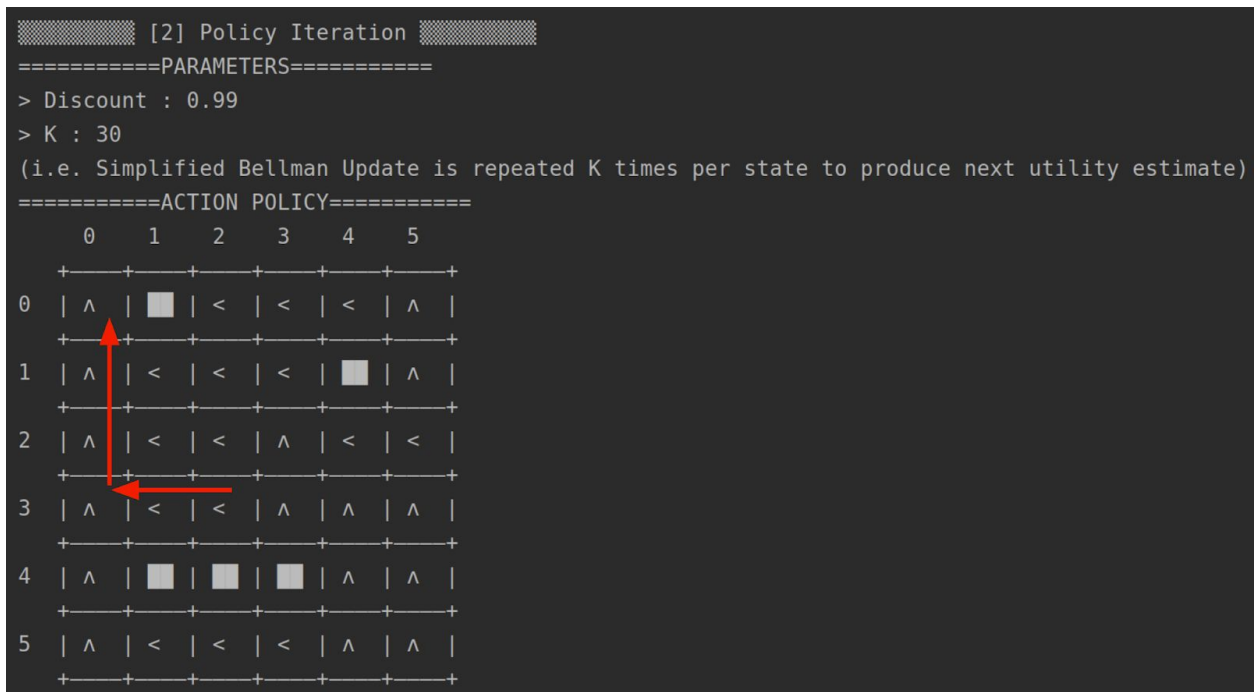 ▒▒▒▒▒▒▒▒▒ [2] Policy Iteration ▒▒▒▒▒▒▒▒▒
===========PARAMETERS===========
> Discount : 0.99
> K : 30
(i.e. Simplified Bellman Update is repeated K times per state to produce next utility estimate)
===========ACTION POLICY===========
0 1 2 3 4 5
+————+————+————+————+————+————+
0 | ʌ | ██ | < | < | < | ʌ |
+————+————+————+————+————+————+
1 | ʌ | < | < | < | ██ | ʌ |
+————+————+————+————+————+————+
2 | ʌ | < | < | ʌ | < | < |
+————+————+————+————+————+————+
3 | ʌ | < | < | ʌ | ʌ | ʌ |
+————+————+————+————+————+————+
4 | ʌ | ██ | ██ | ██ | ʌ | ʌ |
+————+————+————+————+————+————+
5 | ʌ | < | < | < | ʌ | ʌ |
+————+————+————+————+————+————+